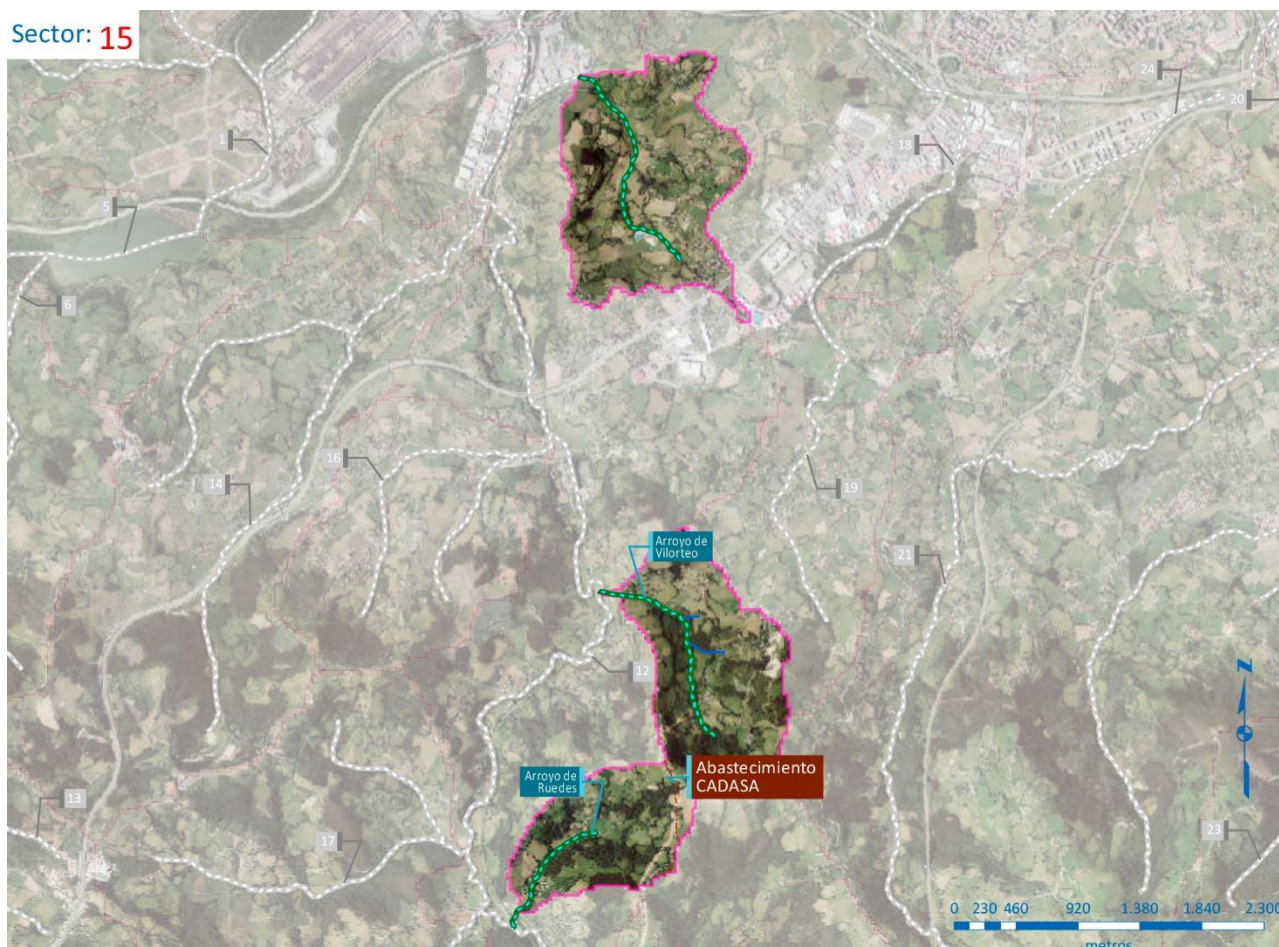 Sector: 15
24
20
1
18
5
6
16
14
19
Arroyo de
Vilorteo
21
12
N
Abastecimiento
CADASA
Arroyo de
Ruedes
13
17
23
0 230 460 920 1.380 1.840 2.300
metros